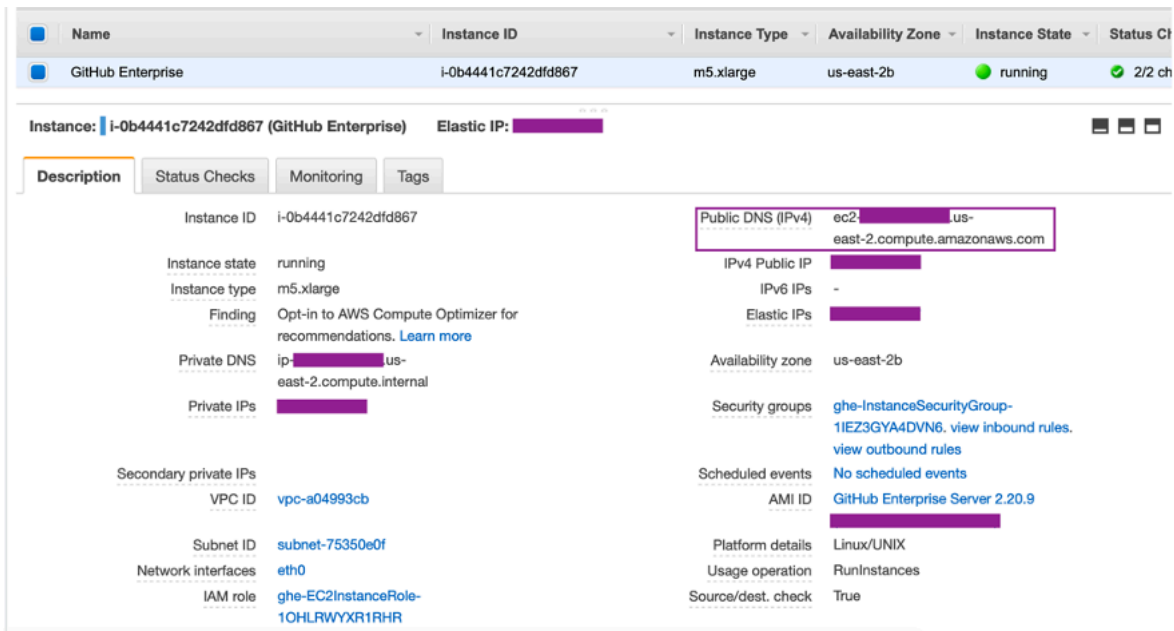 Name Instance ID Instance Type Availability Zone Instance State Status Ch
GitHub Enterprise i-0b4441c7242dfd867 m5.xlarge us-east-2b running 2/2 ch
Instance: i-0b4441c7242dfd867 (GitHub Enterprise) Elastic IP:
Description Status Checks Monitoring Tags
Instance ID i-0b4441c7242dfd867
Public DNS (IPv4) ec2- .us-
east-2.compute.amazonaws.com
Instance state running
IPv4 Public IP
Instance type m5.xlarge
IPv6 IPs -
Finding Opt-in to AWS Compute Optimizer for
recommendations. Learn more
Elastic IPs
Private DNS ip- .us-
east-2.compute.internal
Availability zone us-east-2b
Private IPs
Security groups ghe-InstanceSecurityGroup-
1IEZ3GYA4DVN6. view inbound rules.
view outbound rules
Secondary private IPs
Scheduled events No scheduled events
VPC ID vpc-a04993cb
AMI ID GitHub Enterprise Server 2.20.9
Subnet ID subnet-75350e0f
Platform details Linux/UNIX
Network interfaces eth0
Usage operation RunInstances
IAM role ghe-EC2InstanceRole-
1OHLRWYXR1RHR
Source/dest. check True